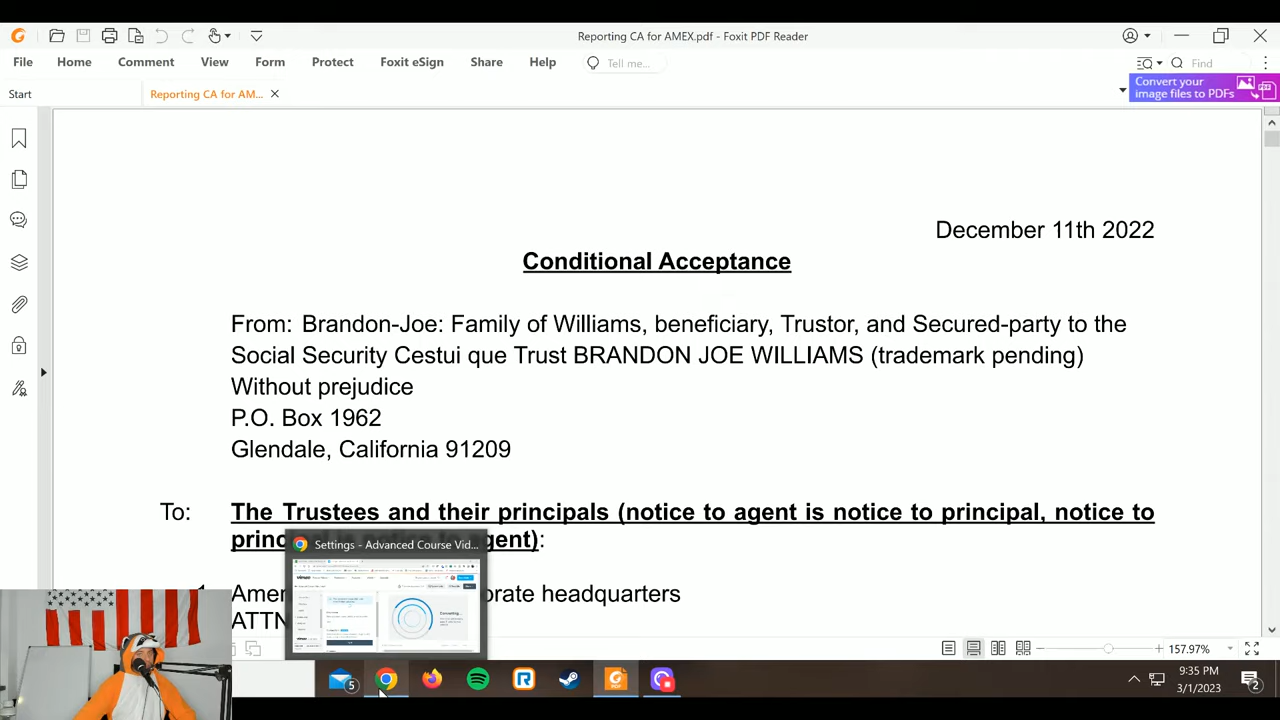 Reporting CA for AMEX.pdf - Foxit PDF Reader
File Home Comment View Form Protect Foxit eSign Share Help Tell me... Find
Start Reporting CA for AM...
Convert your
image files to PDFs
December 11th 2022
Conditional Acceptance
From: Brandon-Joe: Family of Williams, beneficiary, Trustor, and Secured-party to the
Social Security Cestui que Trust BRANDON JOE WILLIAMS (trademark pending)
Without prejudice
P.O. Box 1962
Glendale, California 91209
To: The Trustees and their principals (notice to agent is notice to principal, notice to
agent):
Settings - Advanced Course Vid...
orate headquarters
ATTN
157.97%
5
9:35 PM
3/1/2023
2